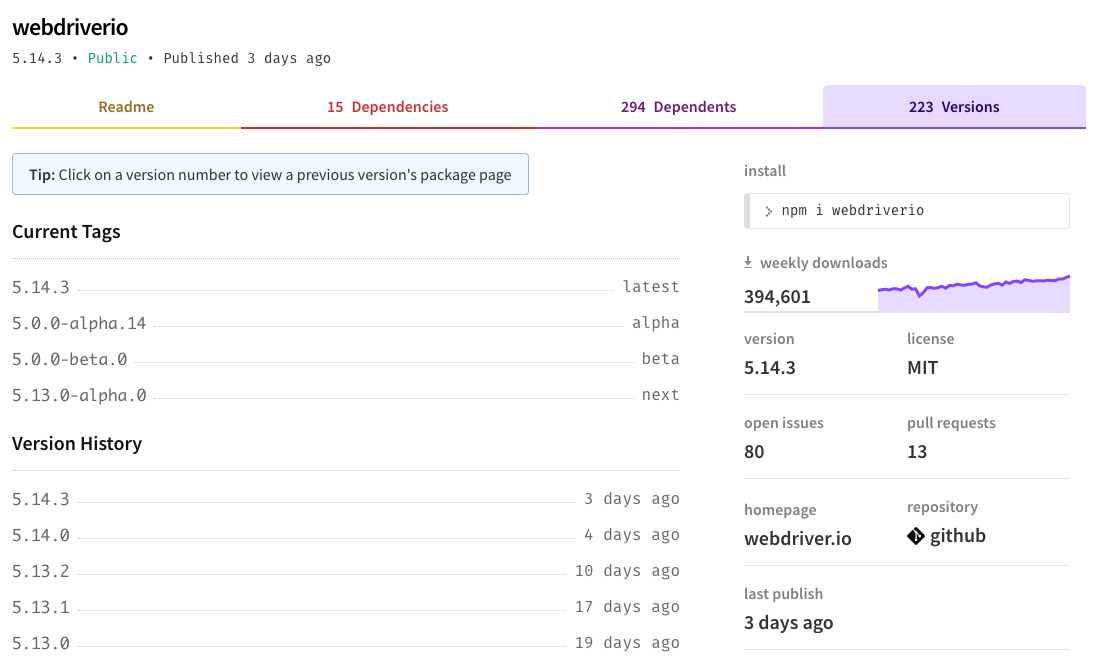 webdriverio
5.14.3 • Public • Published 3 days ago
Readme
15 Dependencies
294 Dependents
223 Versions
Tip: Click on a version number to view a previous version's package page
Current Tags
5.14.3 latest
5.0.0-alpha.14 alpha
5.0.0-beta.0 beta
5.13.0-alpha.0 next
Version History
5.14.3 3 days ago
5.14.0 4 days ago
5.13.2 10 days ago
5.13.1 17 days ago
5.13.0 19 days ago
install
npm i webdriverio
weekly downloads
394,601
version
5.14.3
license
MIT
open issues
80
pull requests
13
homepage
webdriver.io
repository
github
last publish
3 days ago